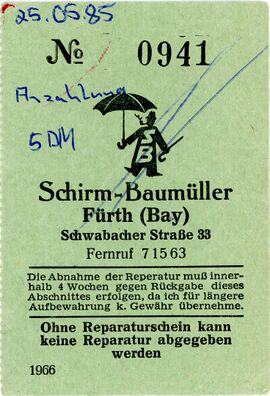 25.05.85
No 0941
Anzahlung
5 DM
SB
Schirm-Baumüller
Fürth (Bay)
Schwabacher Straße 33
Fernruf 71563
Die Abnahme der Reperatur muß inner-
halb 4 Wochen gegen Rückgabe dieses
Abschnittes erfolgen, da ich für längere
Aufbewahrung k. Gewähr übernehme.
Ohne Reparaturschein kann
keine Reparatur abgegeben
werden
1966